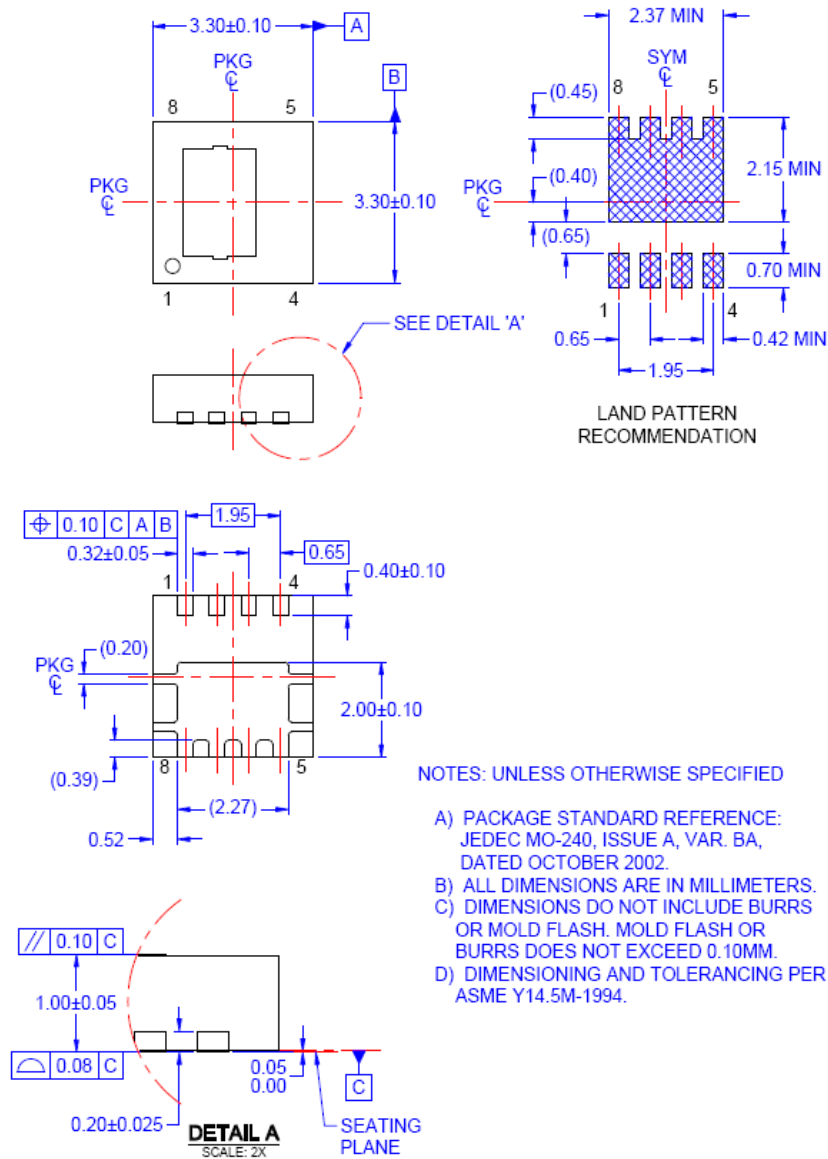 3.30±0.10
A
PKG
℄
B
8
5
PKG
℄
3.30±0.10
1
4
2.37 MIN
SYM
℄
8
5
(0.45)
(0.40)
PKG
℄
2.15 MIN
(0.65)
0.70 MIN
1
4
0.65
0.42 MIN
1.95
LAND PATTERN
RECOMMENDATION
SEE DETAIL 'A'
⌖ 0.10 C A B
1.95
0.32±0.05
0.65
1
4
0.40±0.10
(0.20)
PKG
℄
2.00±0.10
(0.39)
8
5
(2.27)
0.52
NOTES: UNLESS OTHERWISE SPECIFIED
A) PACKAGE STANDARD REFERENCE:
JEDEC MO-240, ISSUE A, VAR. BA,
DATED OCTOBER 2002.
B) ALL DIMENSIONS ARE IN MILLIMETERS.
C) DIMENSIONS DO NOT INCLUDE BURRS
OR MOLD FLASH. MOLD FLASH OR
BURRS DOES NOT EXCEED 0.10MM.
D) DIMENSIONING AND TOLERANCING PER
ASME Y14.5M-1994.
// 0.10 C
1.00±0.05
⌓ 0.08 C
0.05
0.00
C
0.20±0.025
DETAIL A
SCALE: 2X
SEATING
PLANE